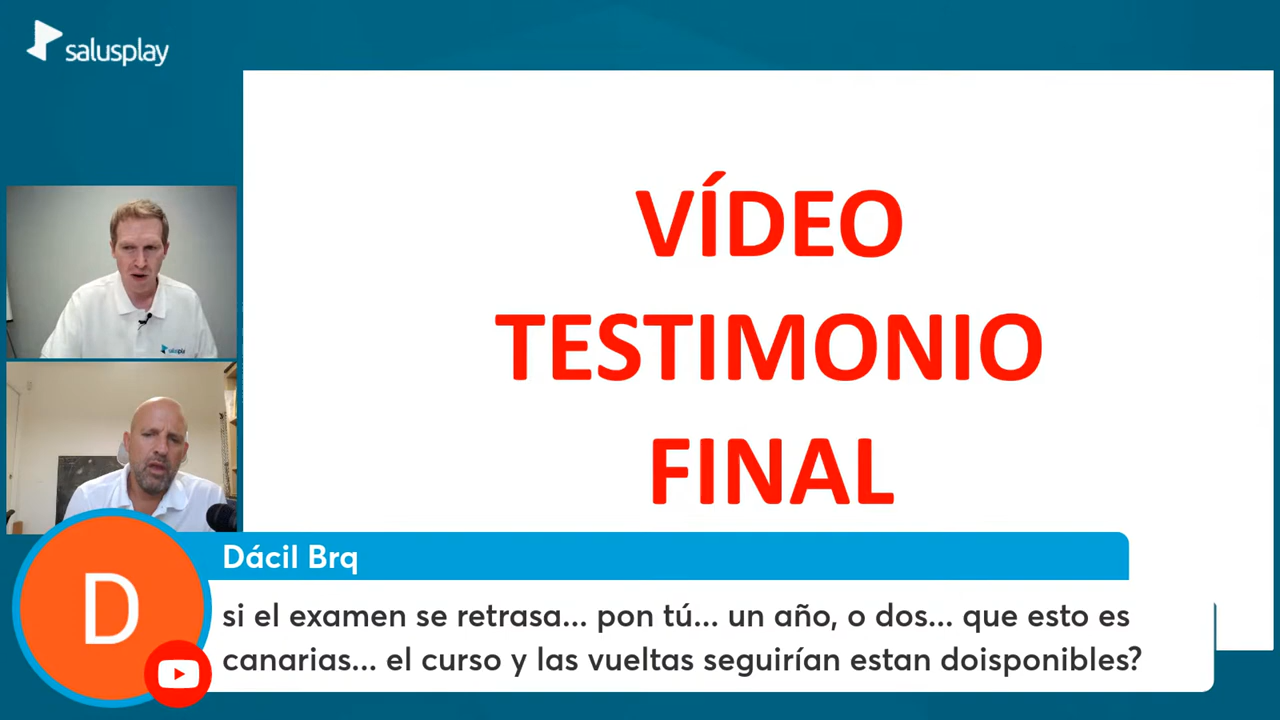 salusplay
VÍDEO
TESTIMONIO
FINAL
salusplay
Dácil Brq
D
si el examen se retrasa... pon tú... un año, o dos... que esto es
canarias... el curso y las vueltas seguirían estan doisponibles?